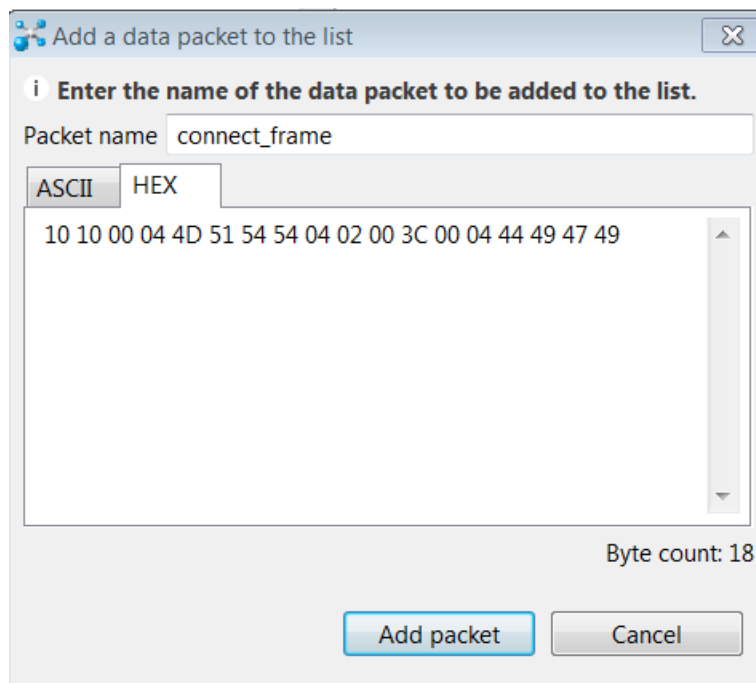 Add a data packet to the list
i Enter the name of the data packet to be added to the list.
Packet name connect_frame
ASCII HEX
10 10 00 04 4D 51 54 54 04 02 00 3C 00 04 44 49 47 49
Byte count: 18
Add packet Cancel